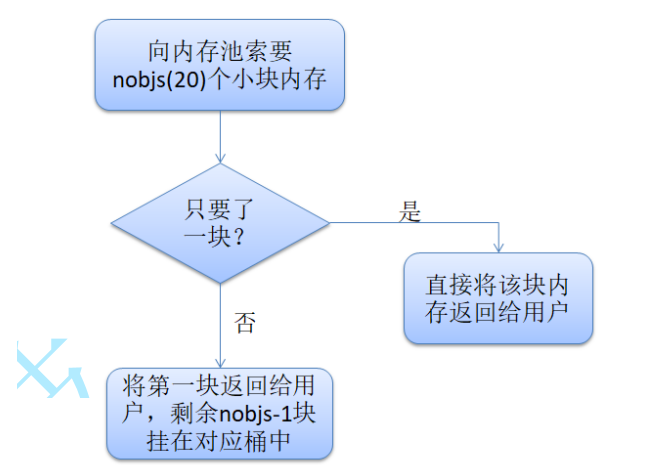 向内存池索要
nobjs(20)个小块内存
只要了
一块？
是
直接将该块内
存返回给用户
否
将第一块返回给用
户，剩余nobjs-1块
挂在对应桶中